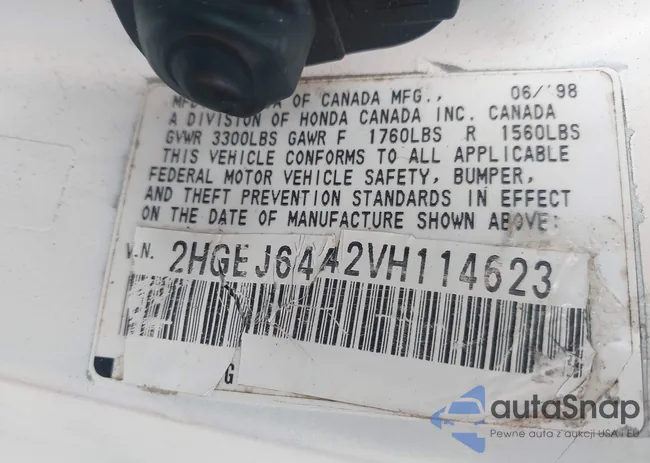 OF CANADA MFG., 06/'98
A DIVISION OF HONDA CANADA INC. CANADA
GVWR 3300LBS GAWR F 1760LBS R 1560LBS
THIS VEHICLE CONFORMS TO ALL APPLICABLE
FEDERAL MOTOR VEHICLE SAFETY, BUMPER,
AND THEFT PREVENTION STANDARDS IN EFFECT
ON THE DATE OF MANUFACTURE SHOWN ABOVE:
V.N. 2HGEJ6442VH114623
G
autaSnap
Pewne auta z aukcji USA i EU